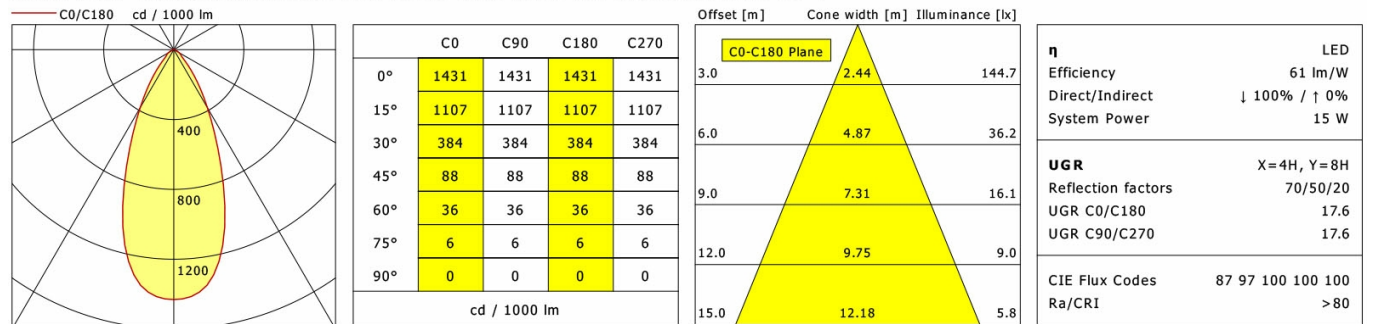 C0/C180 cd / 1000 lm
400
800
1200
C0 C90 C180 C270
0° 1431 1431 1431 1431
15° 1107 1107 1107 1107
30° 384 384 384 384
45° 88 88 88 88
60° 36 36 36 36
75° 6 6 6 6
90° 0 0 0 0
cd / 1000 lm
Offset [m] Cone width [m] Illuminance [lx]
C0-C180 Plane
3.0 2.44 144.7
6.0 4.87 36.2
9.0 7.31 16.1
12.0 9.75 9.0
15.0 12.18 5.8
η LED
Efficiency 61 lm/W
Direct/Indirect ↓ 100% / ↑ 0%
System Power 15 W
UGR X=4H, Y=8H
Reflection factors 70/50/20
UGR C0/C180 17.6
UGR C90/C270 17.6
CIE Flux Codes 87 97 100 100 100
Ra/CRI >80